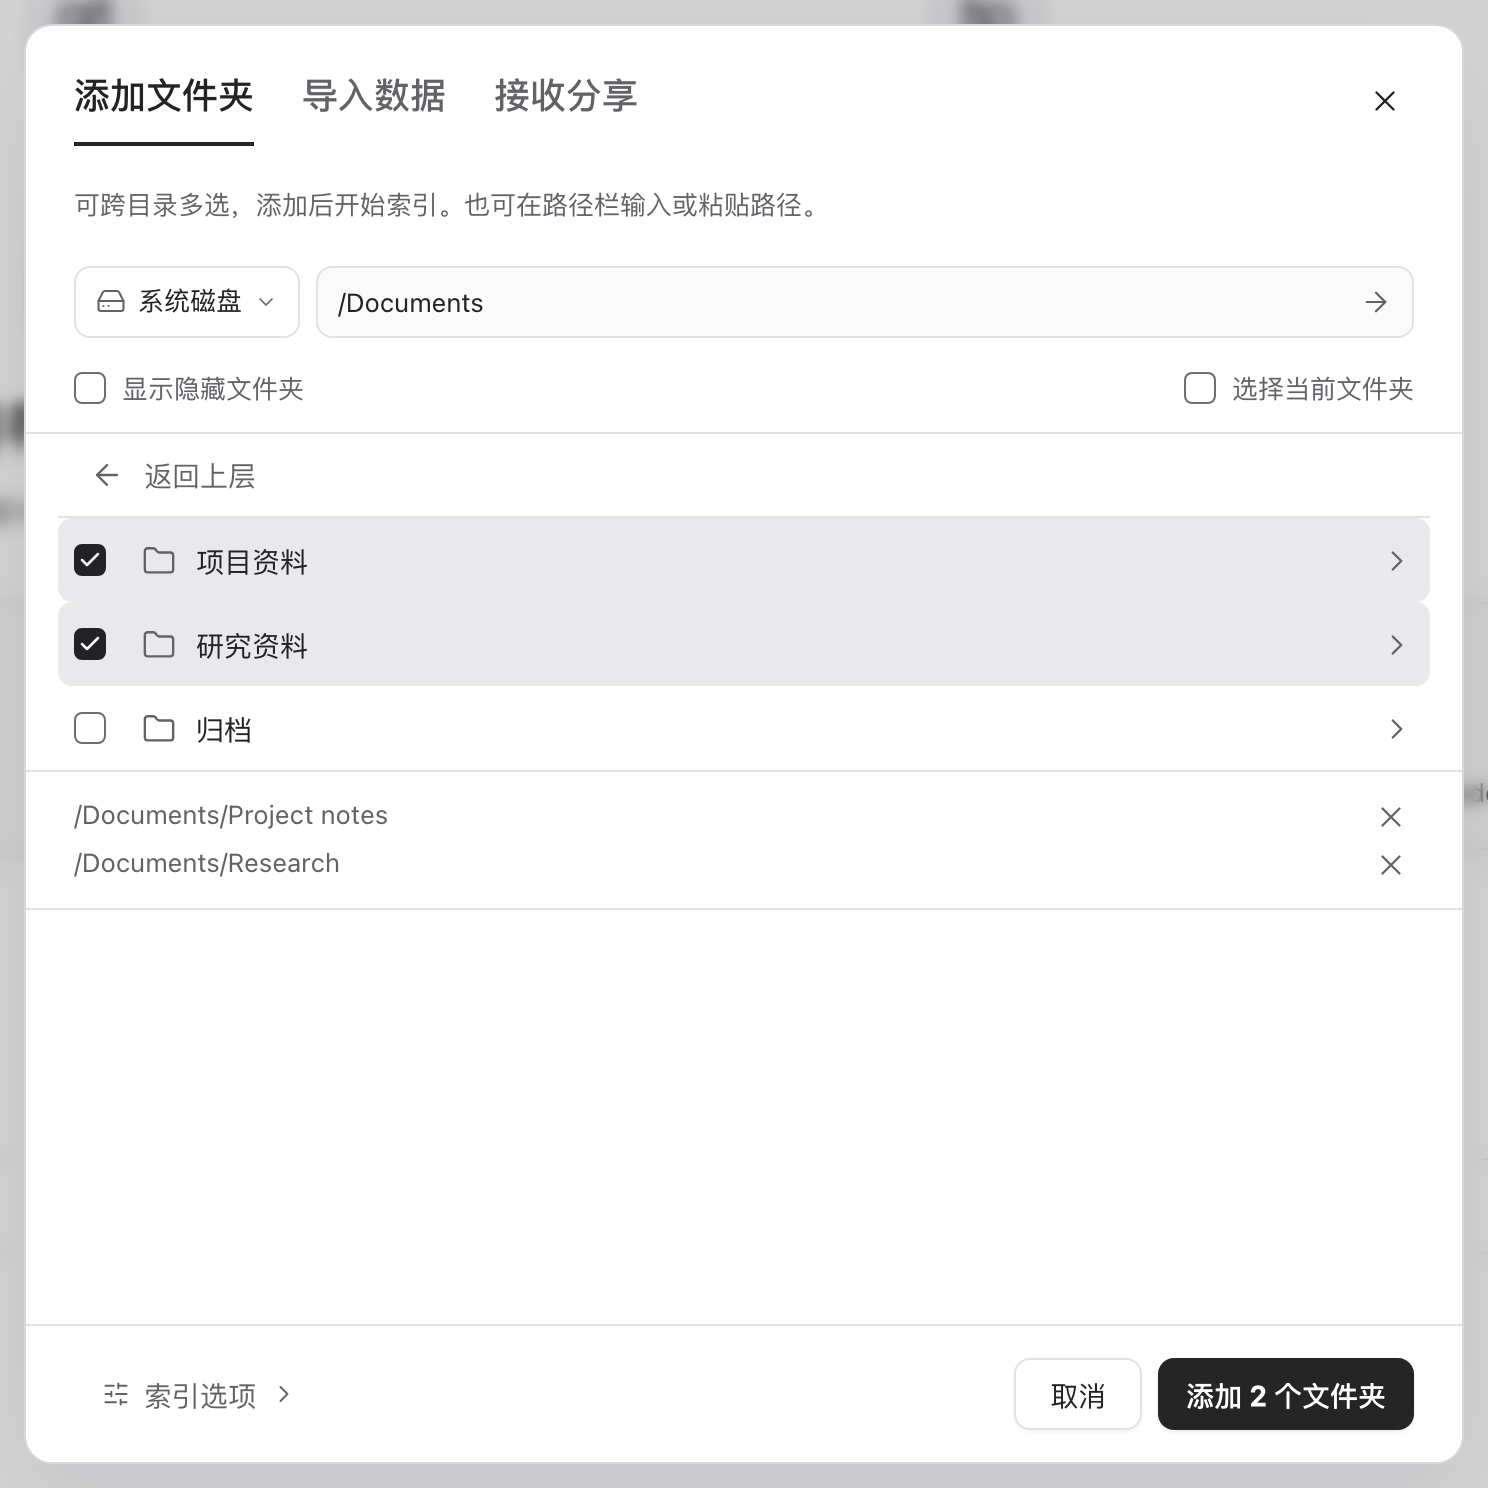 添加文件夹 导入数据 接收分享
可跨目录多选，添加后开始索引。也可在路径栏输入或粘贴路径。
系统磁盘 /Documents
显示隐藏文件夹 选择当前文件夹
返回上层
项目资料
研究资料
归档
/Documents/Project notes
/Documents/Research
索引选项 取消 添加 2 个文件夹